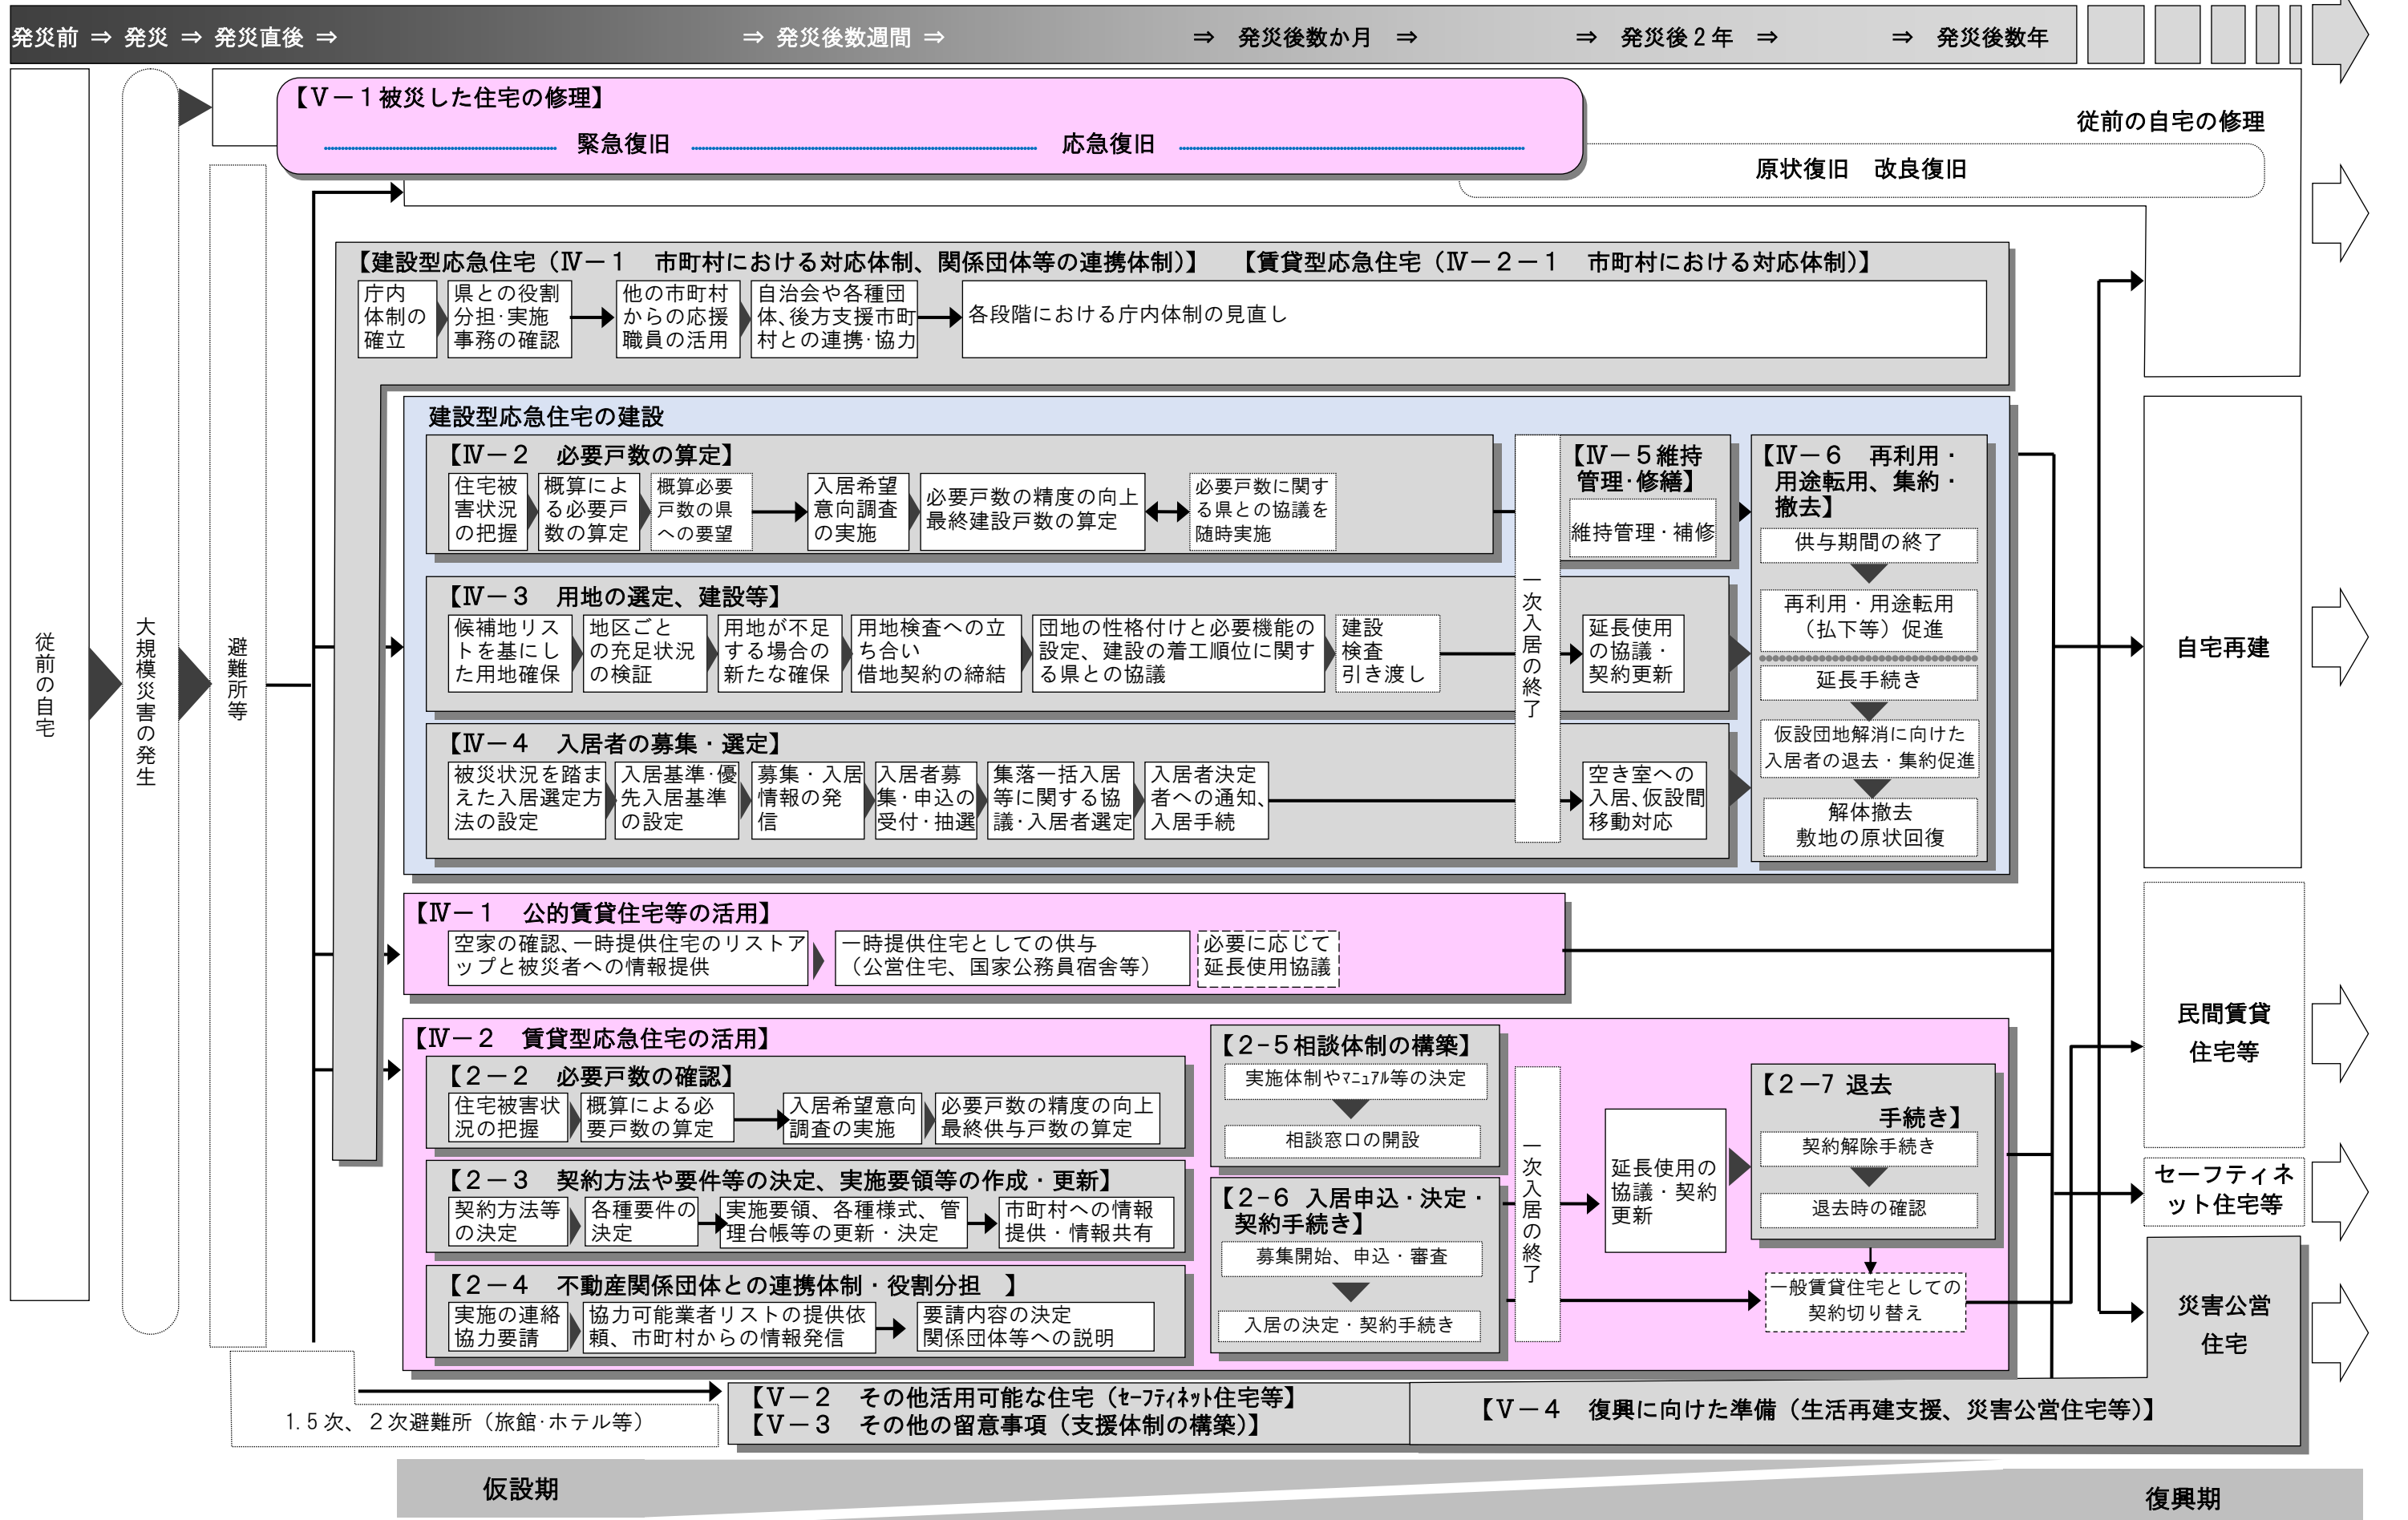 発災前 ⇒ 発災 ⇒ 発災直後 ⇒ ⇒ 発災後数週間 ⇒ ⇒ 発災後数か月 ⇒ ⇒ 発災後2年 ⇒ ⇒ 発災後数年
従前の自宅
大規模災害の発生
避難所等
【Ⅴ－1被災した住宅の修理】
緊急復旧 応急復旧
従前の自宅の修理
原状復旧 改良復旧
【建設型応急住宅（Ⅳ－1 市町村における対応体制、関係団体等の連携体制）】 【賃貸型応急住宅（Ⅳ－2－1 市町村における対応体制）】
庁内
体制の
確立
県との役割
分担･実施
事務の確認
他の市町村
からの応援
職員の活用
自治会や各種団
体､後方支援市町
村との連携･協力
各段階における庁内体制の見直し
建設型応急住宅の建設
【Ⅳ－2 必要戸数の算定】
住宅被
害状況
の把握
概算によ
る必要戸
数の算定
概算必要
戸数の県
への要望
入居希望
意向調査
の実施
必要戸数の精度の向上
最終建設戸数の算定
必要戸数に関す
る県との協議を
随時実施
【Ⅳ－3 用地の選定、建設等】
候補地リス
トを基にし
た用地確保
地区ごと
の充足状況
の検証
用地が不足
する場合の
新たな確保
用地検査への立
ち合い
借地契約の締結
団地の性格付けと必要機能の
設定、建設の着工順位に関す
る県との協議
建設
検査
引き渡し
【Ⅳ－4 入居者の募集・選定】
被災状況を踏ま
えた入居選定方
法の設定
入居基準･優
先入居基準
の設定
募集・入居
情報の発
信
入居者募
集･申込の
受付･抽選
集落一括入居
等に関する協
議･入居者選定
入居者決定
者への通知、
入居手続
一次入居の終了
【Ⅳ－5維持
管理･修繕】
維持管理･補修
延長使用
の協議・
契約更新
空き室への
入居､仮設間
移動対応
【Ⅳ－6 再利用・
用途転用、集約・
撤去】
供与期間の終了
再利用・用途転用
（払下等）促進
延長手続き
仮設団地解消に向けた
入居者の退去・集約促進
解体撤去
敷地の原状回復
【Ⅳ－1 公的賃貸住宅等の活用】
空家の確認､一時提供住宅のリストア
ップと被災者への情報提供
一時提供住宅としての供与
（公営住宅、国家公務員宿舎等）
必要に応じて
延長使用協議
【Ⅳ－2 賃貸型応急住宅の活用】
【2－2 必要戸数の確認】
住宅被害状
況の把握
概算による必
要戸数の算定
入居希望意向
調査の実施
必要戸数の精度の向上
最終供与戸数の算定
【2－3 契約方法や要件等の決定、実施要領等の作成・更新】
契約方法等
の決定
各種要件の
決定
実施要領、各種様式、管
理台帳等の更新・決定
市町村への情報
提供・情報共有
【2－4 不動産関係団体との連携体制・役割分担 】
実施の連絡
協力要請
協力可能業者リストの提供依
頼、市町村からの情報発信
要請内容の決定
関係団体等への説明
【2-5相談体制の構築】
実施体制やﾏﾆｭｱﾙ等の決定
相談窓口の開設
【2-6 入居申込・決定・
契約手続き】
募集開始、申込・審査
入居の決定・契約手続き
一次入居の終了
延長使用の
協議・契約
更新
【2－7 退去
手続き】
契約解除手続き
退去時の確認
一般賃貸住宅としての
契約切り替え
自宅再建
民間賃貸
住宅等
セーフティネ
ット住宅等
災害公営
住宅
1.5次、2次避難所（旅館･ホテル等）
【Ⅴ－2 その他活用可能な住宅（ｾｰﾌﾃｨﾈｯﾄ住宅等】
【Ⅴ－3 その他の留意事項（支援体制の構築）】
【Ⅴ－4 復興に向けた準備（生活再建支援、災害公営住宅等）】
仮設期
復興期